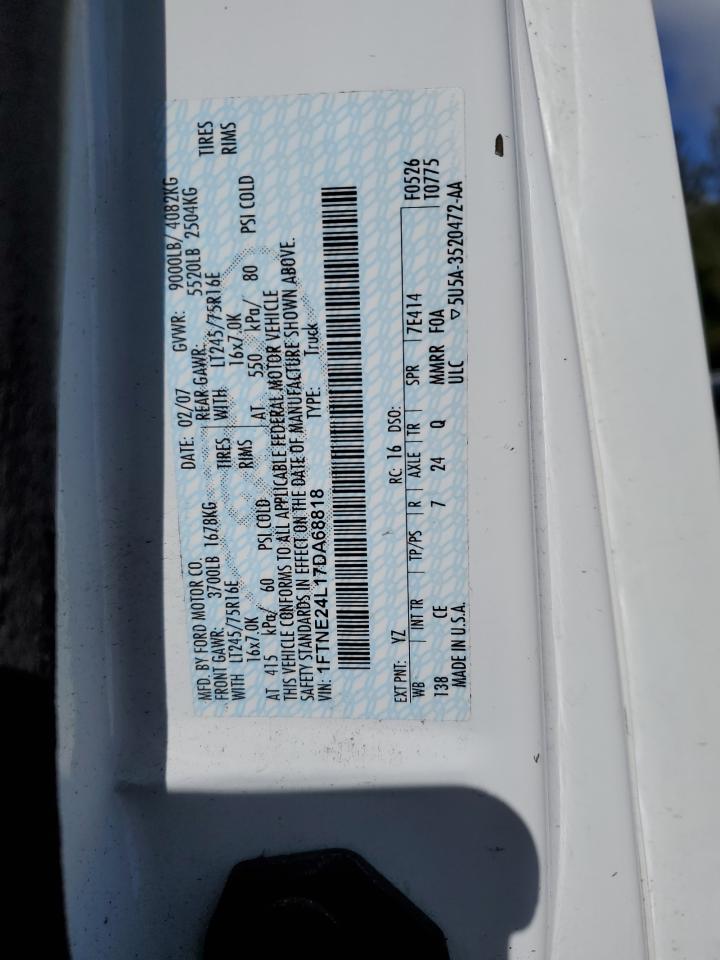 MFD. BY FORD MOTOR CO.
DATE: 02/07 GVWR: 9000LB/ 4082KG
FRONT GAWR: 3700LB 1678KG REAR GAWR: 5520LB 2504KG
WITH LT245/75R16E TIRES WITH LT245/75R16E TIRES
16x7.0K RIMS 16x7.0K RIMS
AT 415 kPa/ 60 PSI COLD AT 550 kPa/ 80 PSI COLD
THIS VEHICLE CONFORMS TO ALL APPLICABLE FEDERAL MOTOR VEHICLE
SAFETY STANDARDS IN EFFECT ON THE DATE OF MANUFACTURE SHOWN ABOVE.
VIN: 1FTNE24L17DA68818 TYPE: Truck
EXT PNT: YZ RC: 16 DSO: F0526
WB INT TR TP/PS R AXLE TR SPR 7E414 T0775
138 CE 7 24 Q MMRR F0A
MADE IN U.S.A. ULC ▽5U5A-3520472-AA